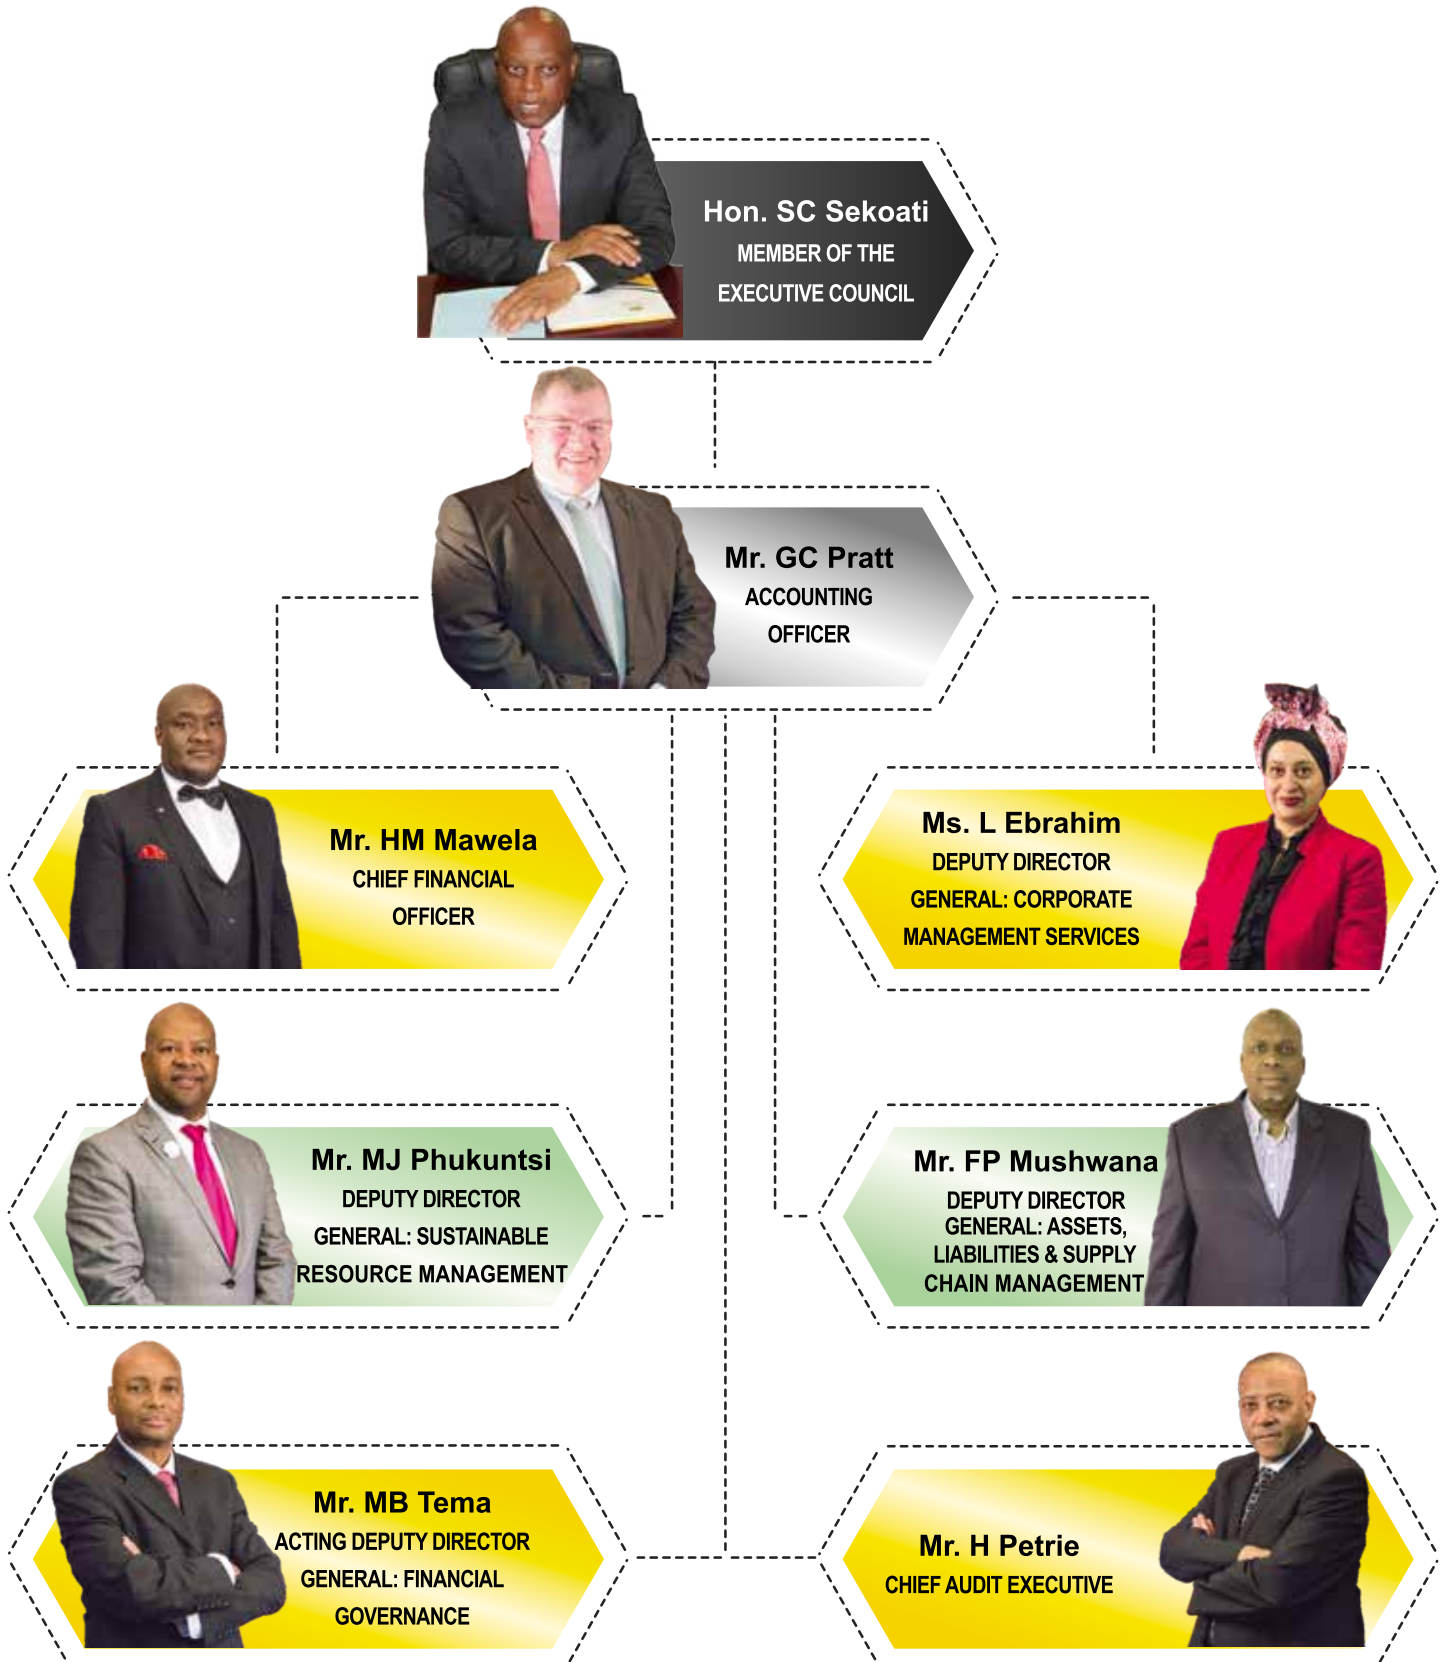 Hon. SC Sekoati
MEMBER OF THE
EXECUTIVE COUNCIL
Mr. GC Pratt
ACCOUNTING
OFFICER
Mr. HM Mawela
CHIEF FINANCIAL
OFFICER
Ms. L Ebrahim
DEPUTY DIRECTOR
GENERAL: CORPORATE
MANAGEMENT SERVICES
Mr. MJ Phukuntsi
DEPUTY DIRECTOR
GENERAL: SUSTAINABLE
RESOURCE MANAGEMENT
Mr. FP Mushwana
DEPUTY DIRECTOR
GENERAL: ASSETS,
LIABILITIES & SUPPLY
CHAIN MANAGEMENT
Mr. MB Tema
ACTING DEPUTY DIRECTOR
GENERAL: FINANCIAL
GOVERNANCE
Mr. H Petrie
CHIEF AUDIT EXECUTIVE